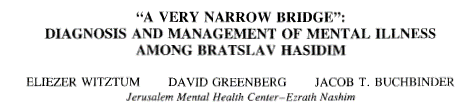 “A VERY NARROW BRIDGE”:
DIAGNOSIS AND MANAGEMENT OF MENTAL ILLNESS
AMONG BRATSLAV HASIDIM
ELIEZER WITZTUM DAVID GREENBERG JACOB T. BUCHBINDER
Jerusalem Mental Health Center–Ezrath Nashim